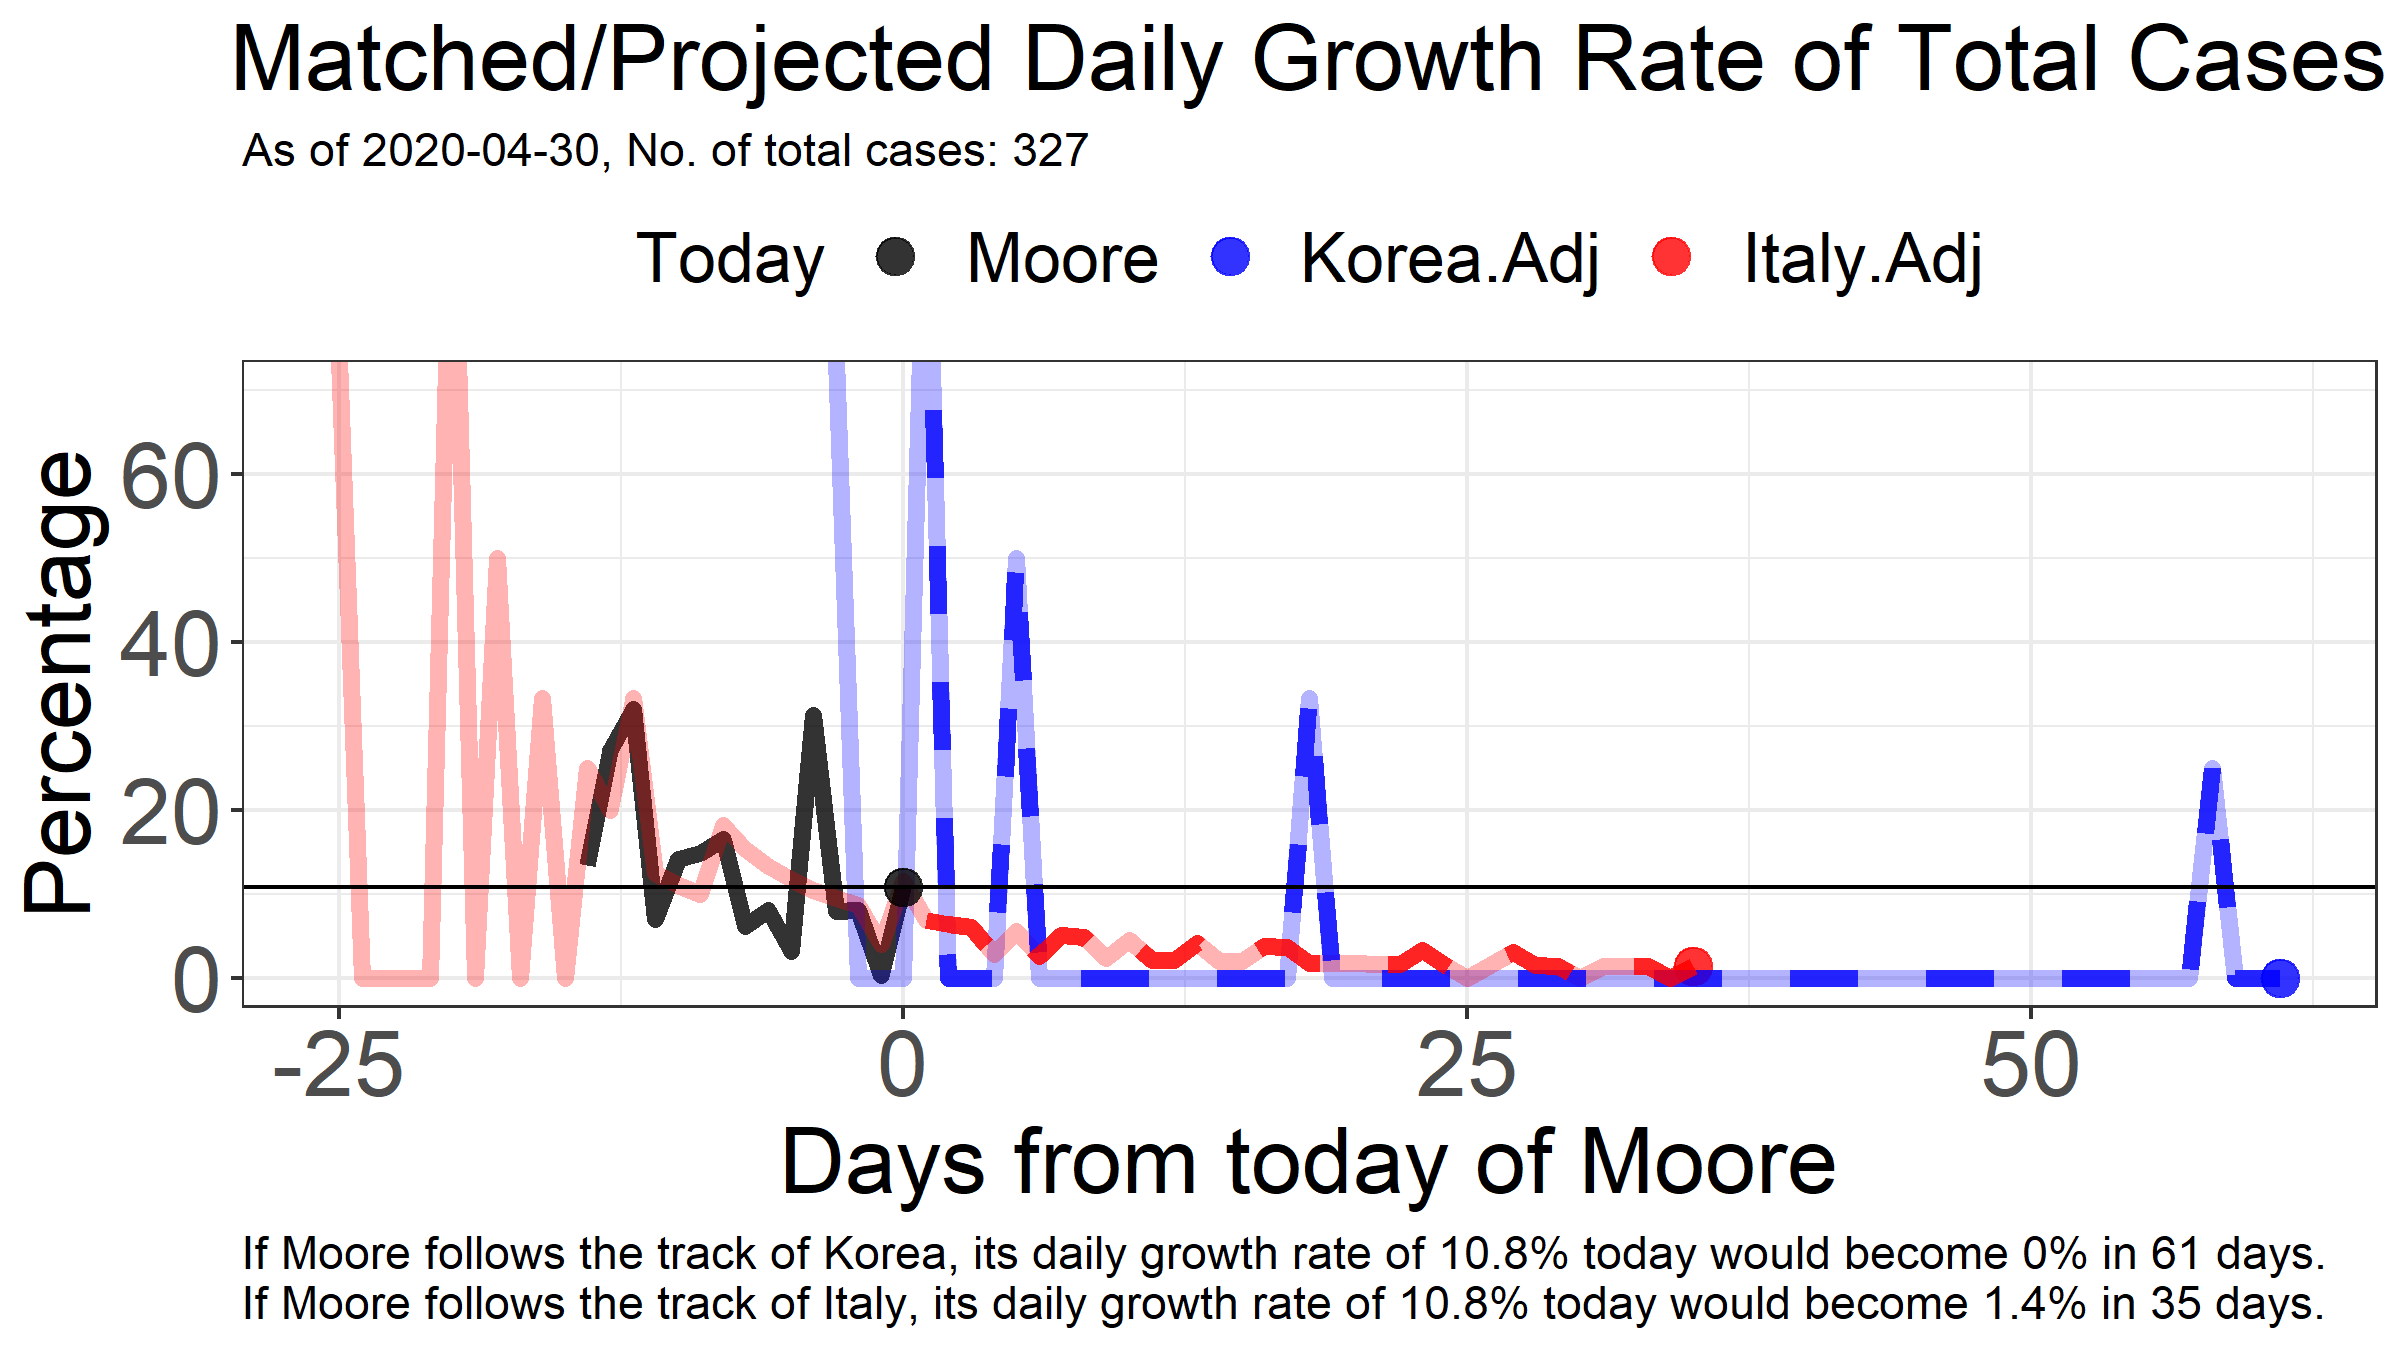 Matched/Projected Daily Growth Rate of Total Cases
As of 2020-04-30, No. of total cases: 327
Today Moore Korea.Adj Italy.Adj
Percentage
60
40
20
0
-25 0 25 50
Days from today of Moore
If Moore follows the track of Korea, its daily growth rate of 10.8% today would become 0% in 61 days.
If Moore follows the track of Italy, its daily growth rate of 10.8% today would become 1.4% in 35 days.